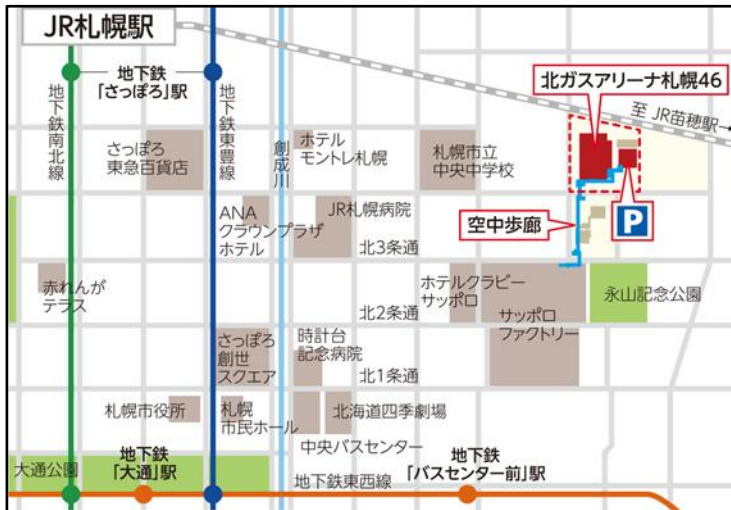 JR札幌駅
地下鉄
「さっぽろ」駅
地下鉄南北線
地下鉄東豊線
創成川
さっぽろ
東急百貨店
ホテル
モントレ札幌
札幌市立
中央中学校
北ガスアリーナ札幌46
至 JR苗穂駅→
P
空中歩廊
ANA
クラウンプラザ
ホテル
JR札幌病院
北3条通
赤れんが
テラス
ホテルクラビー
サッポロ
サッポロ
ファクトリー
永山記念公園
北2条通
さっぽろ
創世
スクエア
時計台
記念病院
北1条通
札幌市役所
札幌
市民ホール
北海道四季劇場
中央バスセンター
大通公園
地下鉄
「大通」駅
地下鉄東西線
地下鉄
「バスセンター前」駅